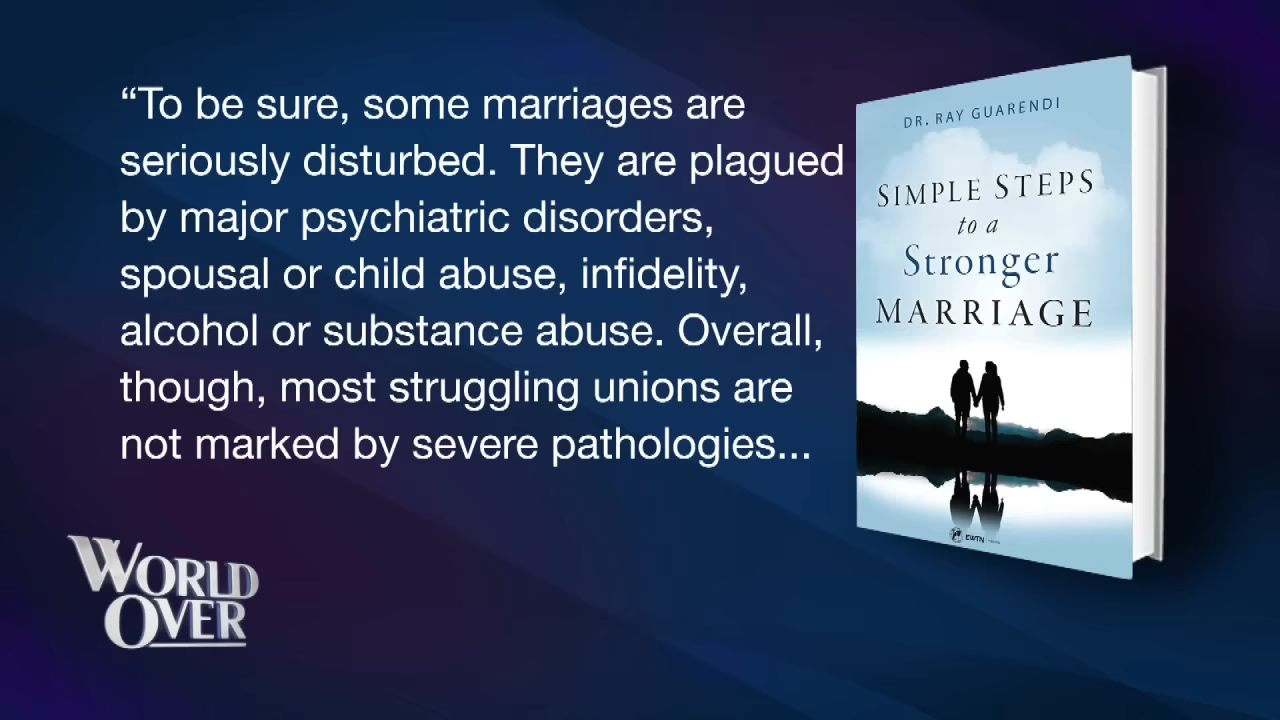 “To be sure, some marriages are
seriously disturbed. They are plagued
by major psychiatric disorders,
spousal or child abuse, infidelity,
alcohol or substance abuse. Overall,
though, most struggling unions are
not marked by severe pathologies...
DR. RAY GUARENDI
SIMPLE STEPS
to a
Stronger
MARRIAGE
EWTN
WORLD
OVER